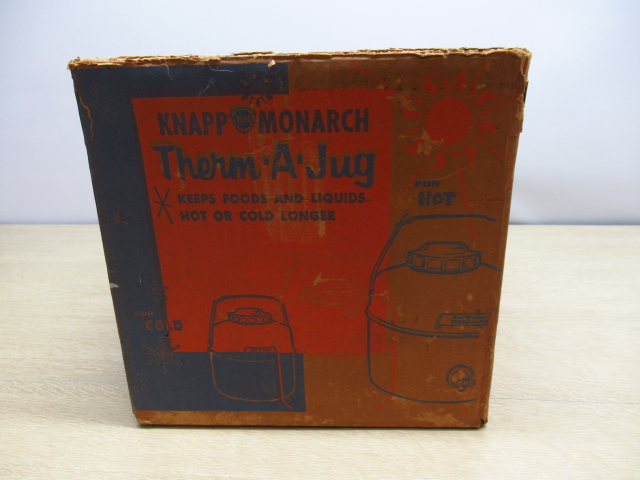 KNAPP MONARCH
Therm-A-Jug
KEEPS FOODS AND LIQUIDS
HOT OR COLD LONGER
FOR
HOT
FOR
COLD